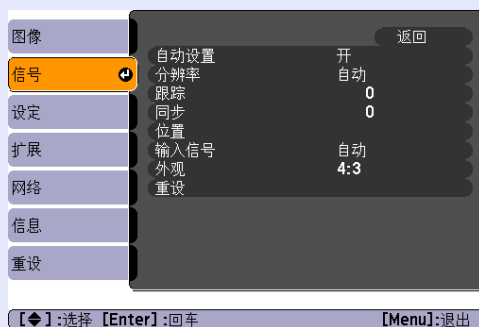 图像
信号
设定
扩展
网络
信息
重设
返回
自动设置 开
分辨率 自动
跟踪 0
同步 0
位置
输入信号 自动
外观 4:3
重设
[◆]:选择 [Enter]:回车 [Menu]:退出